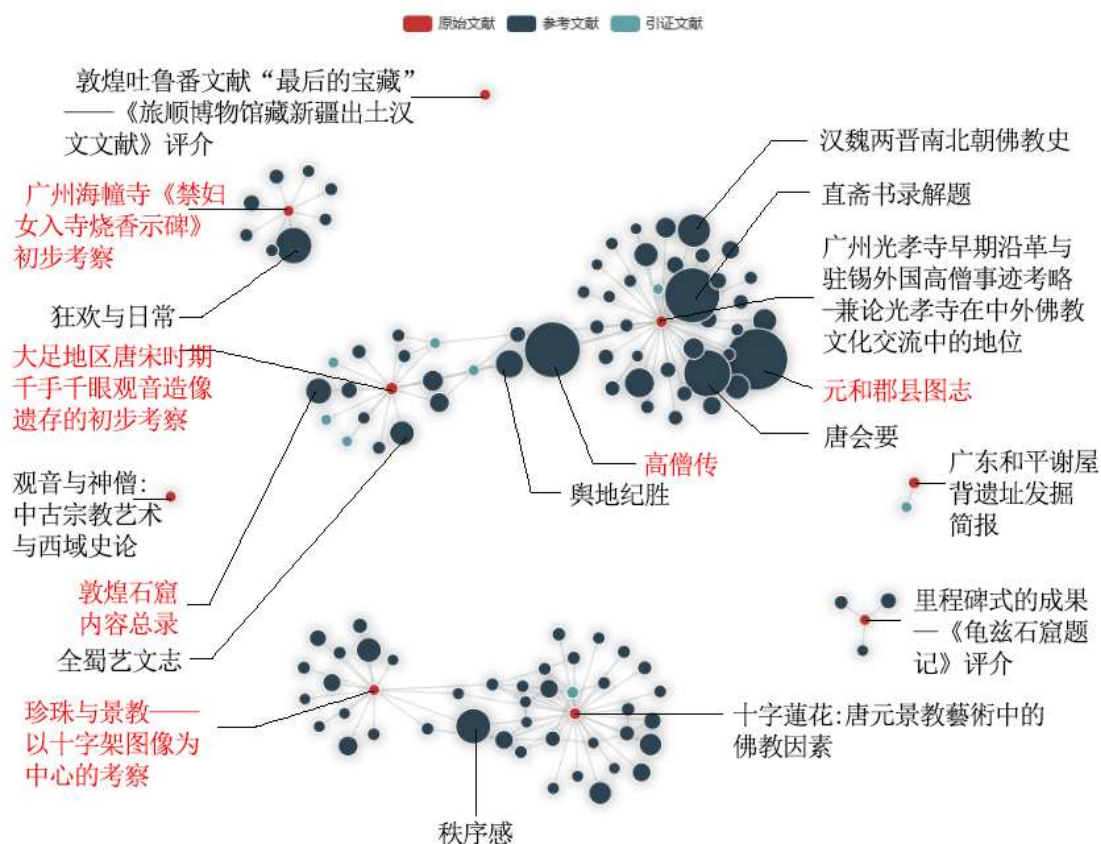 原始文献 参考文献 引证文献
敦煌吐鲁番文献“最后的宝藏”
——《旅顺博物馆藏新疆出土汉
文文献》评介
广州海幢寺《禁妇
女入寺烧香示碑》
初步考察
狂欢与日常
大足地区唐宋时期
千手千眼观音造像
遗存的初步考察
观音与神僧:
中古宗教艺术
与西域史论
敦煌石窟
内容总录
全蜀艺文志
珍珠与景教——
以十字架图像为
中心的考察
汉魏两晋南北朝佛教史
直斋书录解题
广州光孝寺早期沿革与
驻锡外国高僧事迹考略
—兼论光孝寺在中外佛教
文化交流中的地位
元和郡县图志
唐会要
高僧传
舆地纪胜
广东和平谢屋
背遗址发掘
简报
里程碑式的成果
—《龟兹石窟题
记》评介
十字蓮花:唐元景教藝術中的
佛教因素
秩序感